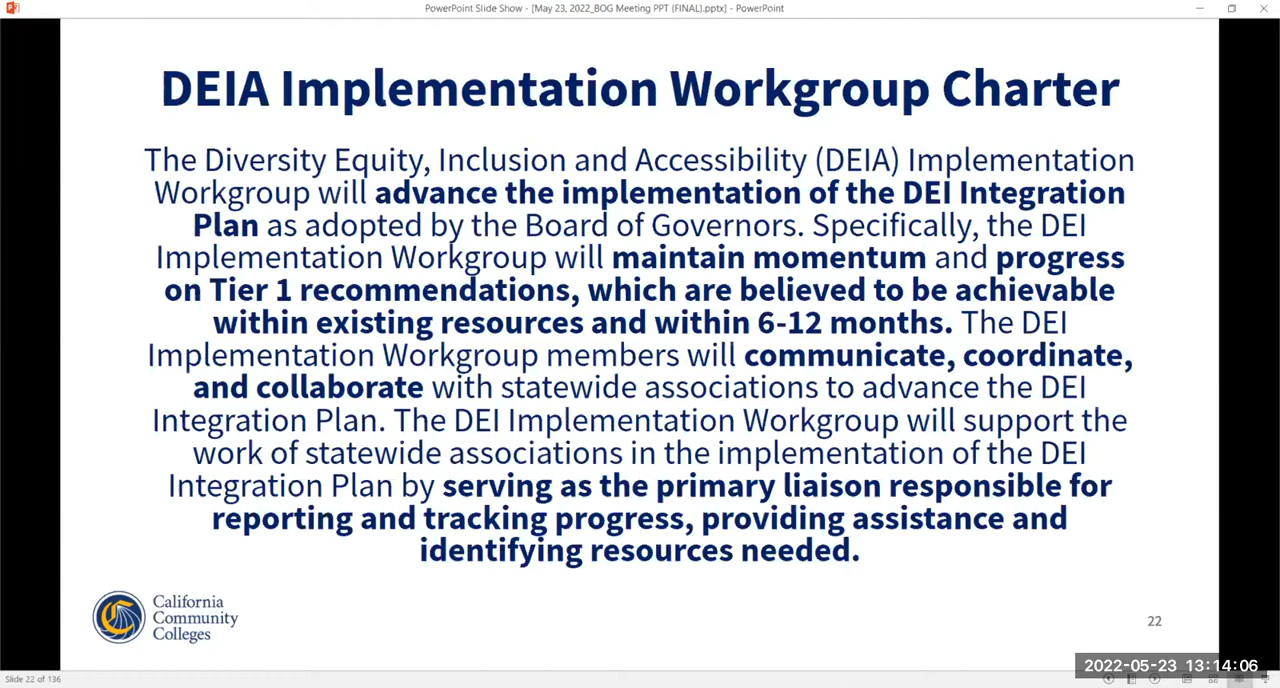 PowerPoint Slide Show - [May 23, 2022_BOG Meeting PPT (FINAL).pptx] - PowerPoint
DEIA Implementation Workgroup Charter
The Diversity Equity, Inclusion and Accessibility (DEIA) Implementation
Workgroup will advance the implementation of the DEI Integration
Plan as adopted by the Board of Governors. Specifically, the DEI
Implementation Workgroup will maintain momentum and progress
on Tier 1 recommendations, which are believed to be achievable
within existing resources and within 6-12 months. The DEI
Implementation Workgroup members will communicate, coordinate,
and collaborate with statewide associations to advance the DEI
Integration Plan. The DEI Implementation Workgroup will support the
work of statewide associations in the implementation of the DEI
Integration Plan by serving as the primary liaison responsible for
reporting and tracking progress, providing assistance and
identifying resources needed.
California
Community
Colleges
22
2022-05-23 13:14:06
Slide 22 of 136